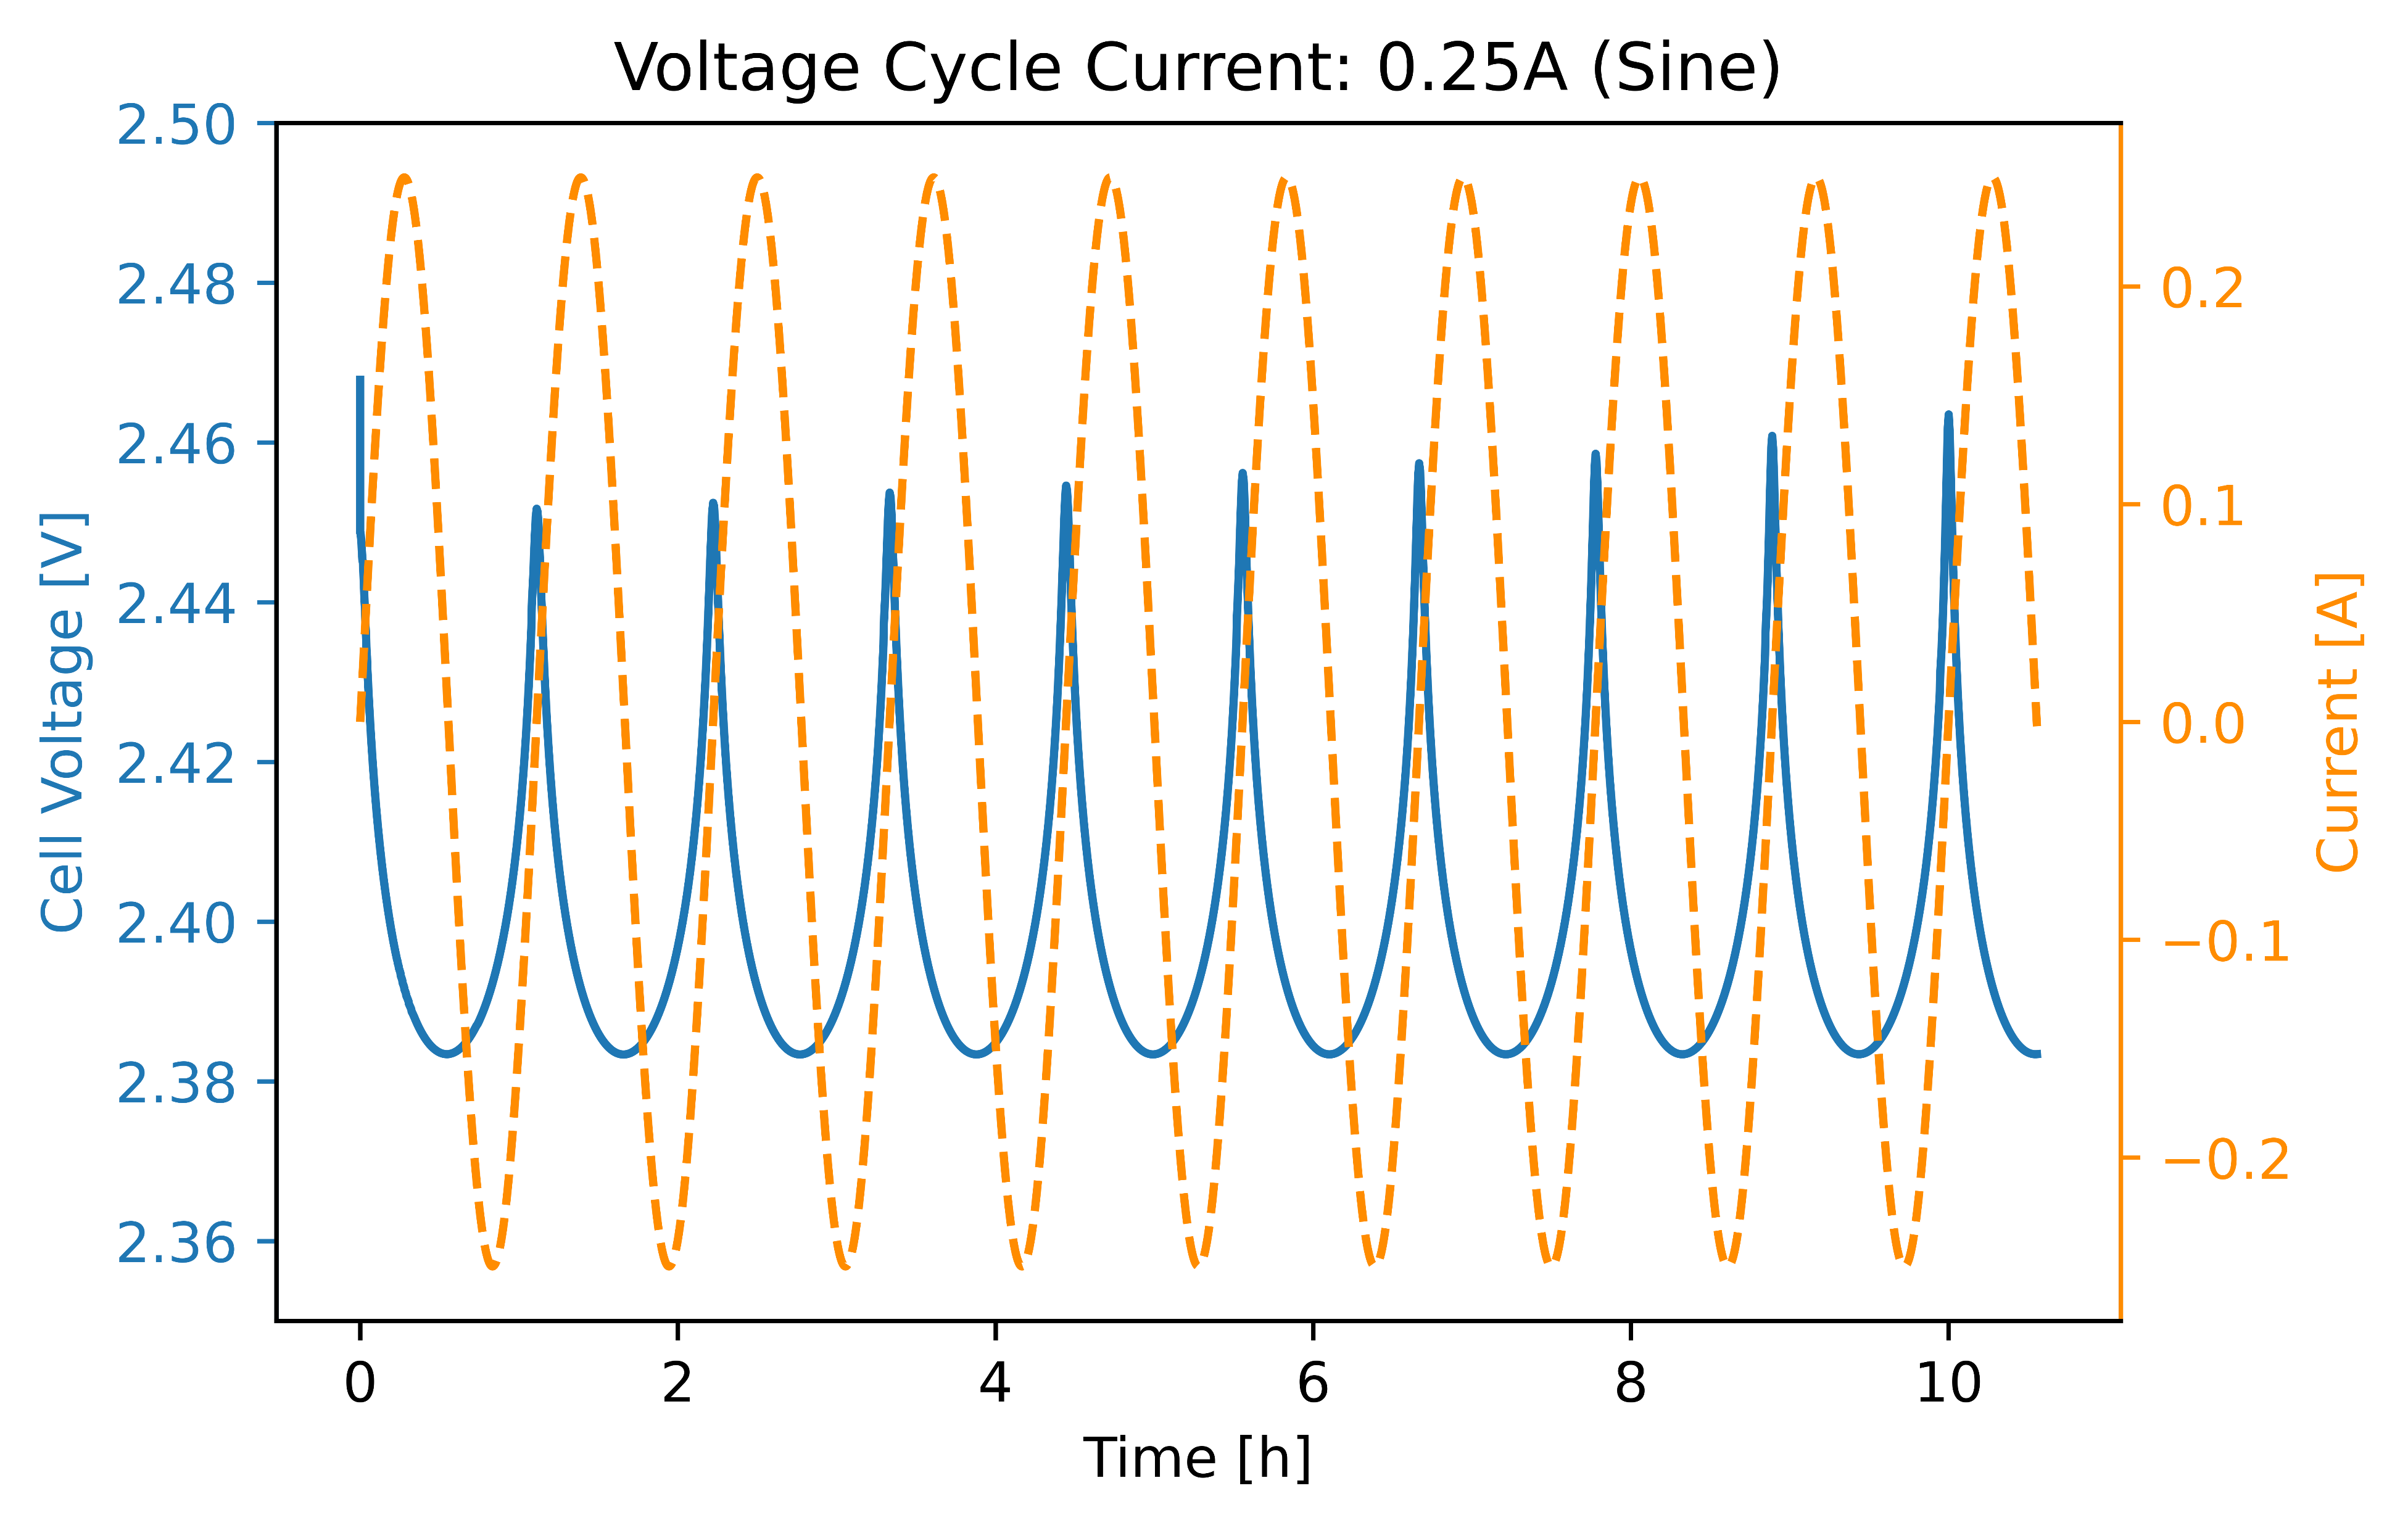 Voltage Cycle Current: 0.25A (Sine)
2.50
2.48
2.46
2.44
2.42
2.40
2.38
2.36
Cell Voltage [V]
0.2
0.1
0.0
−0.1
−0.2
Current [A]
0 2 4 6 8 10
Time [h]